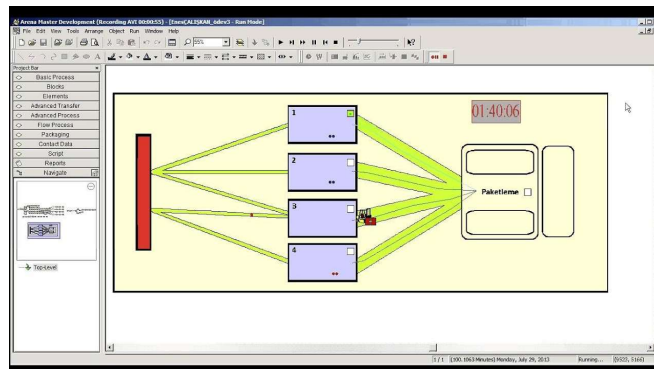 Arena Master Development [Recording AVI 00:00:55) - [Enes(ALIŞKAN_6dev3 - Run Mode]
File Edit View Tools Arrange Object Run Window Help
55%
Project Bar
Basic Process
Blocks
Elements
Advanced Transfer
Advanced Process
Flow Process
Packaging
Contact Data
Script
Reports
Navigate
Top-Level
01:40:06
1
2
3
4
Paketleme
1 / 1 (100.1063 Minutes) Monday, July 29, 2013 Running... (9522, 5166)